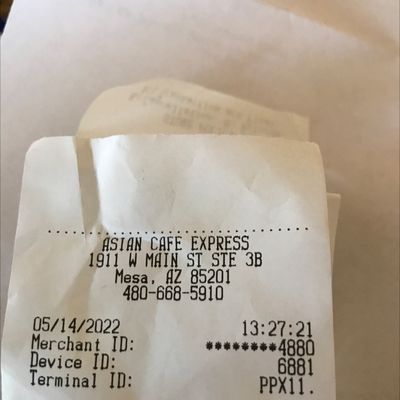 ASIAN CAFE EXPRESS
1911 W MAIN ST STE 3B
Mesa, AZ 85201
480-668-5910
05/14/2022 13:27:21
Merchant ID: ********4880
Device ID: 6881
Terminal ID: PPX11.